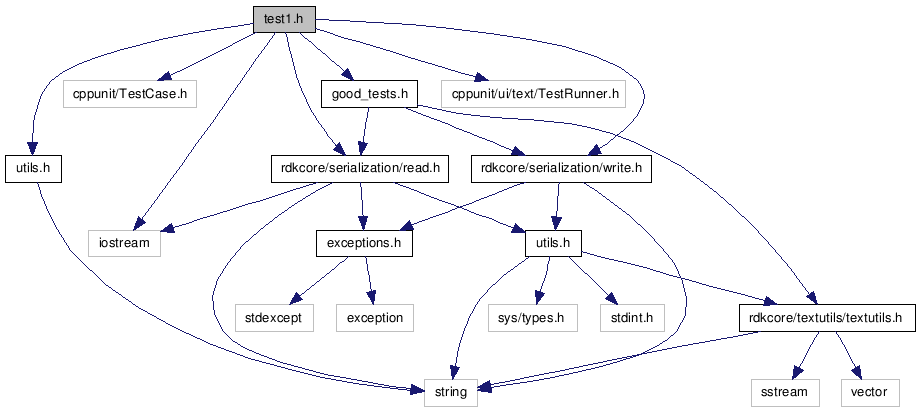 test1.h
cppunit/TestCase.h
good_tests.h
cppunit/ui/text/TestRunner.h
utils.h
rdkcore/serialization/read.h
rdkcore/serialization/write.h
iostream
exceptions.h
utils.h
stdexcept
exception
sys/types.h
stdint.h
rdkcore/textutils/textutils.h
string
sstream
vector